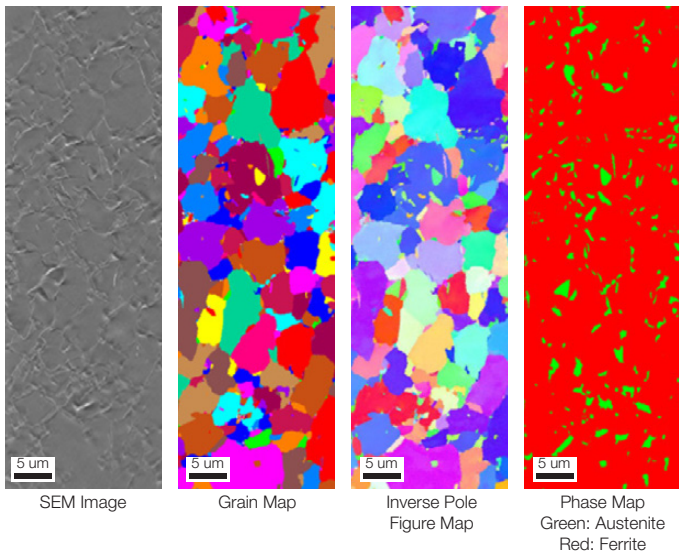 5 um
5 um
5 um
5 um
SEM Image
Grain Map
Inverse Pole
Figure Map
Phase Map
Green: Austenite
Red: Ferrite